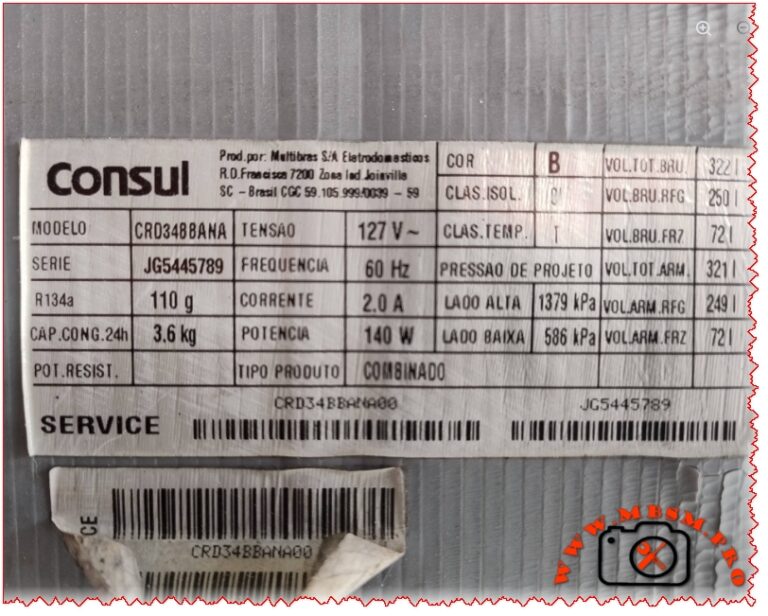 Consul
Prod.por: Multibras S/A Eletrodomesticos
R.D.Francisca 7200 Zona Ind Joinville
SC - Brasil CGC 59.105.999/0039 - 59
COR B VOL.TOT.BRU. 322 l
CLAS.ISOL. VOL.BRU.RFG 250 l
MODELO CRD34BBANA TENSAO 127 V~ CLAS.TEMP. T VOL.BRU.FRZ 72 l
SERIE JG5445789 FREQUENCIA 60 Hz PRESSAO DE PROJETO VOL.TOT.ARM. 321 l
R134a 110 g CORRENTE 2.0 A LADO ALTA 1379 kPa VOL.ARM.RFG 249 l
CAP.CONG.24h 3.6 kg POTENCIA 140 W LADO BAIXA 586 kPa VOL.ARM.FRZ 72 l
POT.RESIST. TIPO PRODUTO COMBINADO
CRD34BBANA00 JG5445789
SERVICE
CE
CRD34BBANA00
WWW.MBSM.PRO